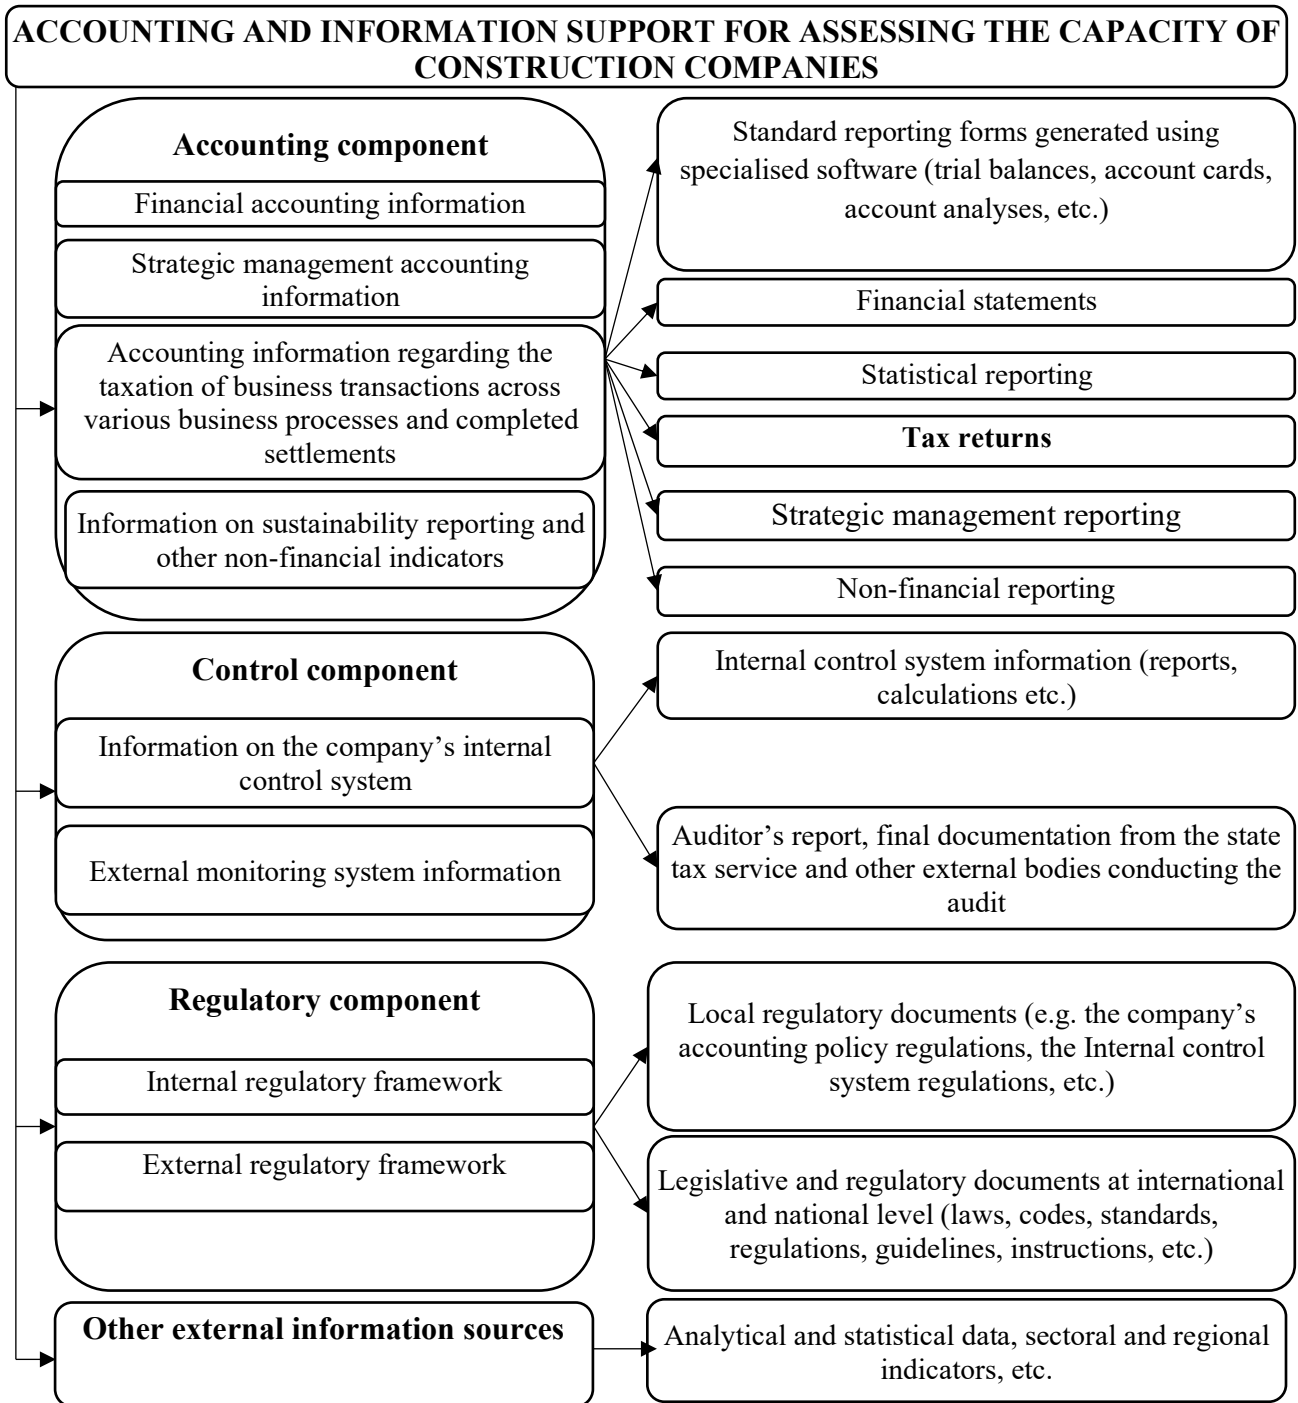 ACCOUNTING AND INFORMATION SUPPORT FOR ASSESSING THE CAPACITY OF
CONSTRUCTION COMPANIES
Accounting component
Financial accounting information
Strategic management accounting
information
Accounting information regarding the
taxation of business transactions across
various business processes and completed
settlements
Information on sustainability reporting and
other non-financial indicators
Standard reporting forms generated using
specialised software (trial balances, account cards,
account analyses, etc.)
Financial statements
Statistical reporting
Tax returns
Strategic management reporting
Non-financial reporting
Control component
Information on the company’s internal
control system
External monitoring system information
Internal control system information (reports,
calculations etc.)
Auditor’s report, final documentation from the state
tax service and other external bodies conducting the
audit
Regulatory component
Internal regulatory framework
External regulatory framework
Local regulatory documents (e.g. the company’s
accounting policy regulations, the Internal control
system regulations, etc.)
Legislative and regulatory documents at international
and national level (laws, codes, standards,
regulations, guidelines, instructions, etc.)
Other external information sources
Analytical and statistical data, sectoral and regional
indicators, etc.